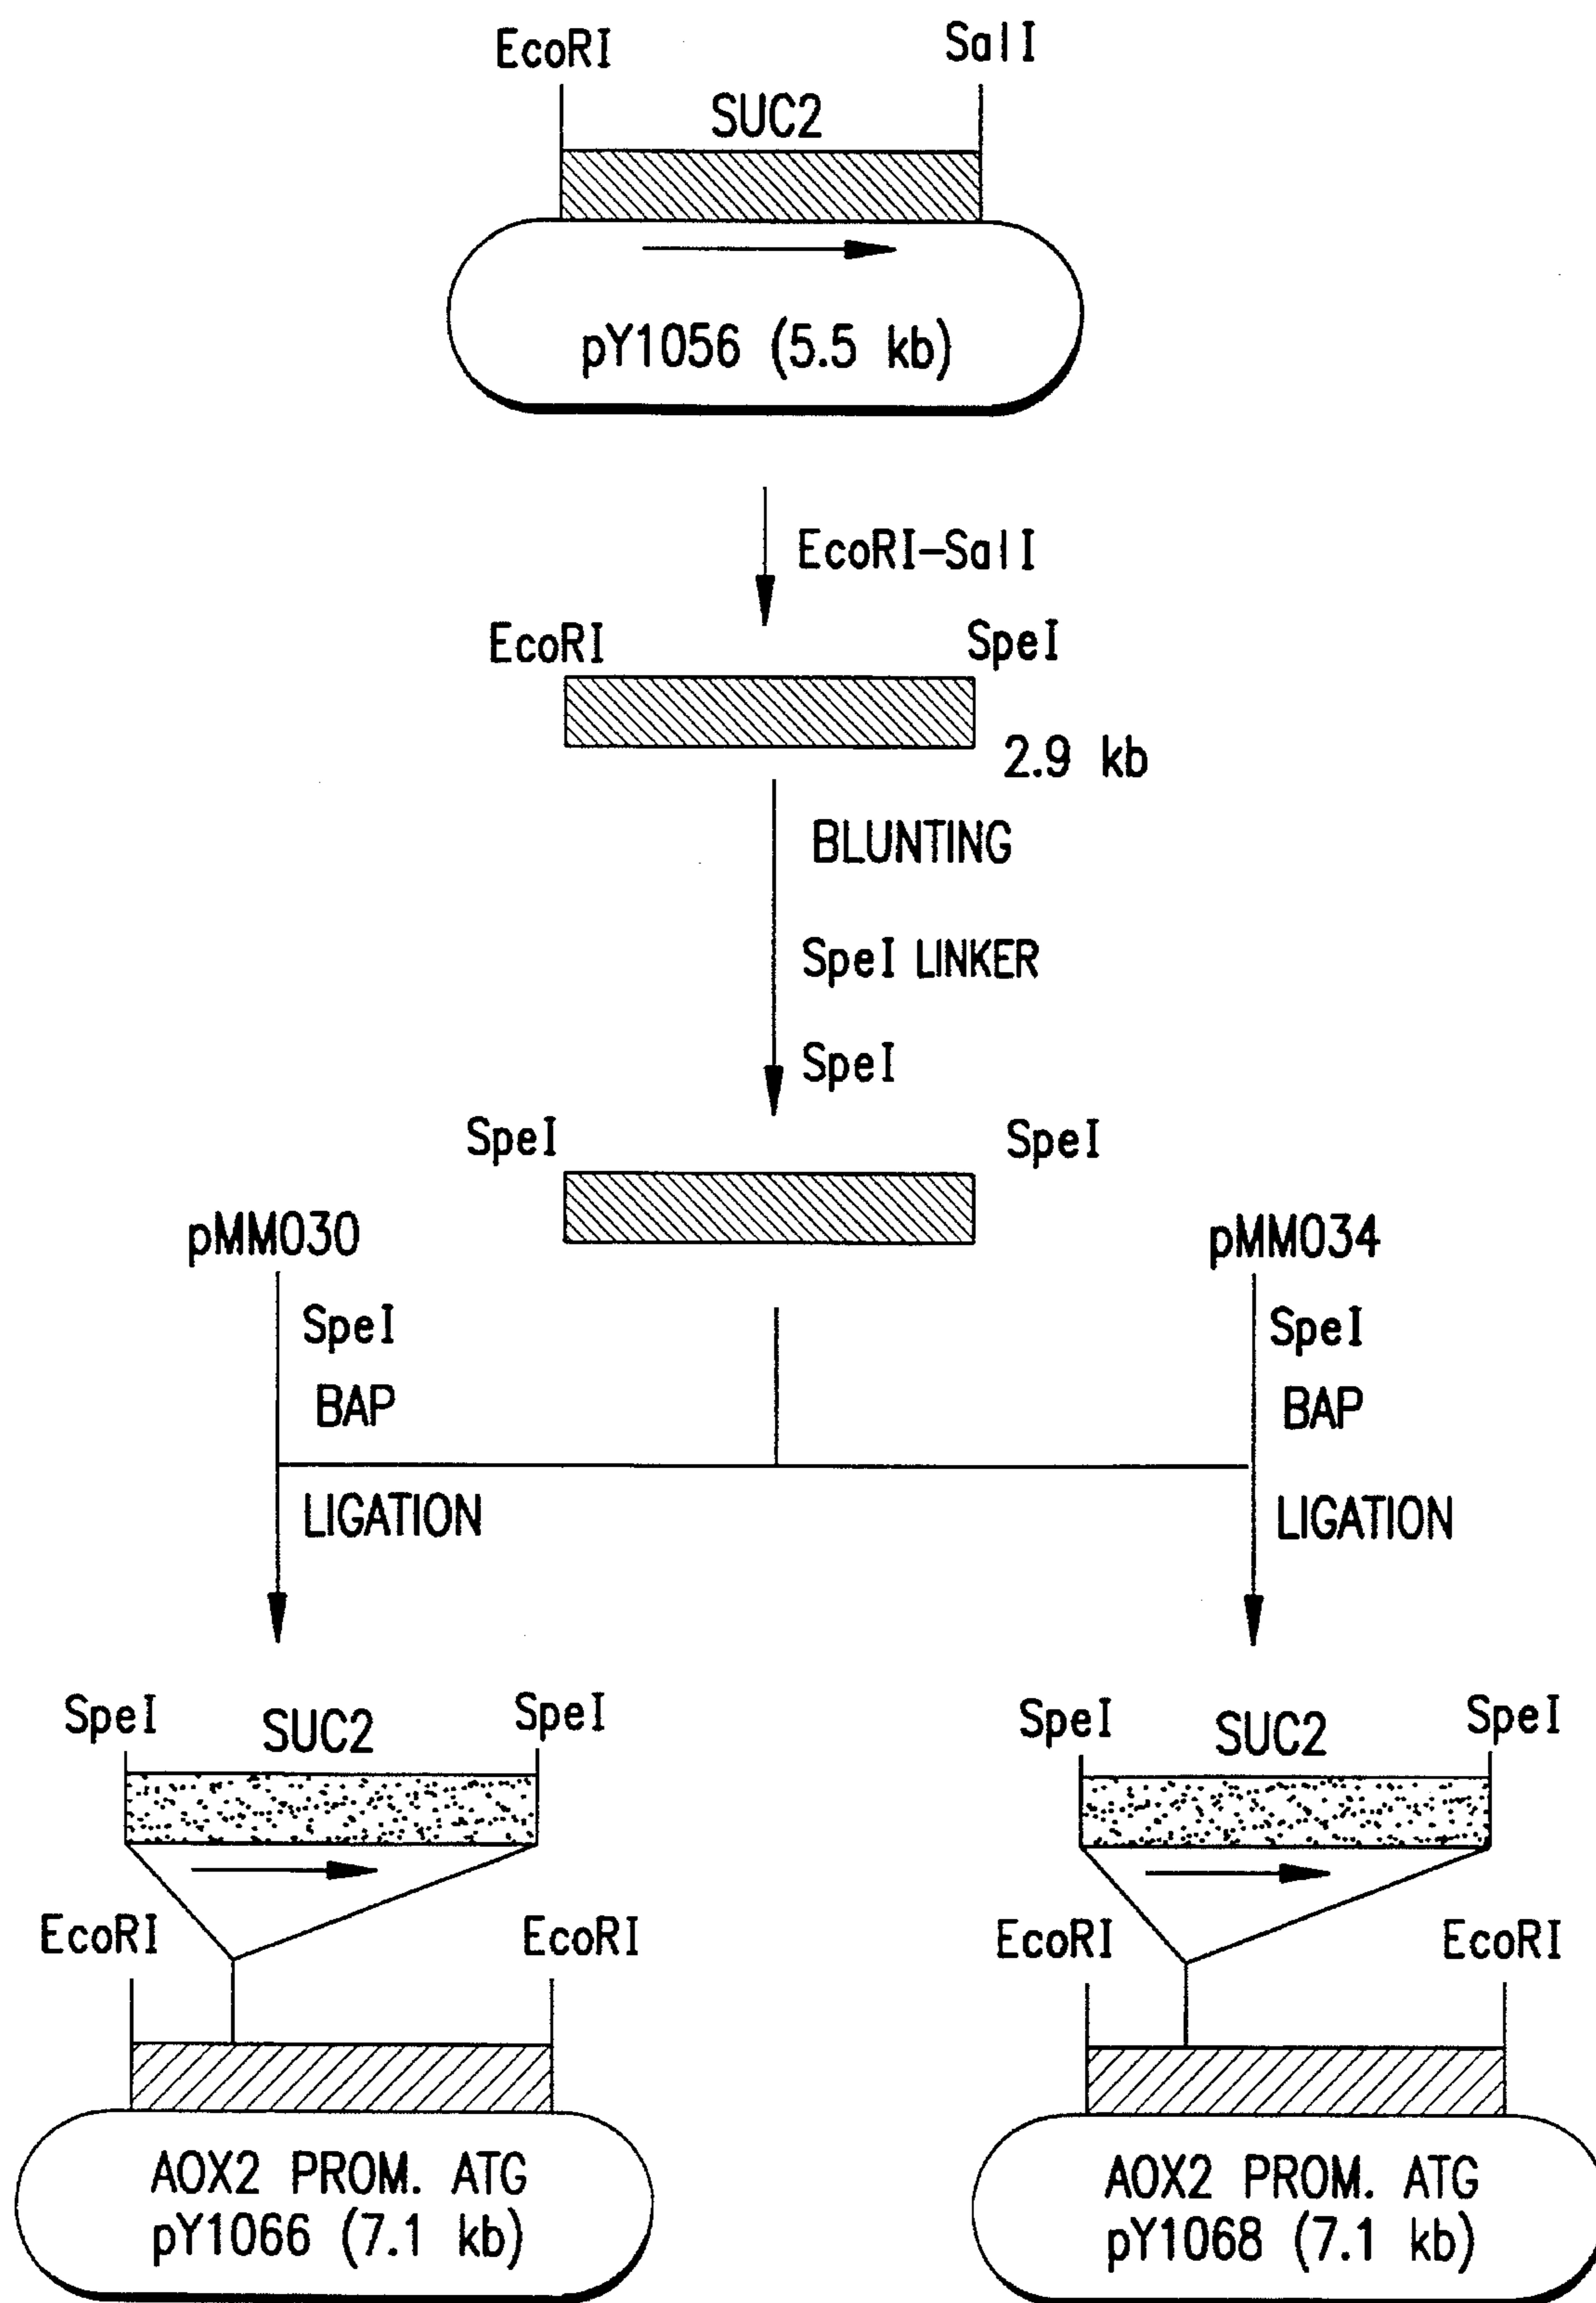 EcoRI
SalI
SUC2
pY1056 (5.5 kb)
EcoRI-SalI
EcoRI
SpeI
2.9 kb
BLUNTING
SpeI LINKER
SpeI
SpeI
SpeI
pMM030
pMM034
SpeI
SpeI
BAP
BAP
LIGATION
LIGATION
SpeI
SUC2
SpeI
SpeI
SUC2
SpeI
EcoRI
EcoRI
EcoRI
EcoRI
AOX2 PROM. ATG
pY1066 (7.1 kb)
AOX2 PROM. ATG
pY1068 (7.1 kb)